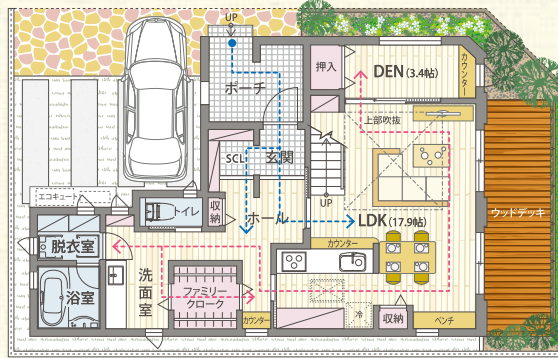 UP
ポーチ
押入
DEN(3.4帖)
カウンター
上部吹抜
SCL
玄関
エコキュート
トイレ
収納
ホール
UP
LDK(17.9帖)
ウッドデッキ
脱衣室
カウンター
浴室
洗面室
ファミリー
クローク
カウンター
冷
収納
ベンチ